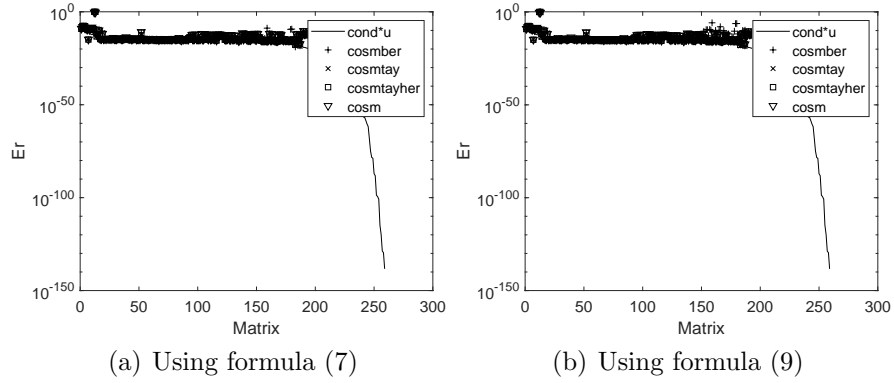 10^0
10^-50
10^-100
10^-150
Er
0 50 100 150 200 250 300
Matrix
cond*u
cosmber
cosmtay
cosmtayher
cosm
(a) Using formula (7)
10^0
10^-50
10^-100
10^-150
Er
0 50 100 150 200 250 300
Matrix
cond*u
cosmber
cosmtay
cosmtayher
cosm
(b) Using formula (9)